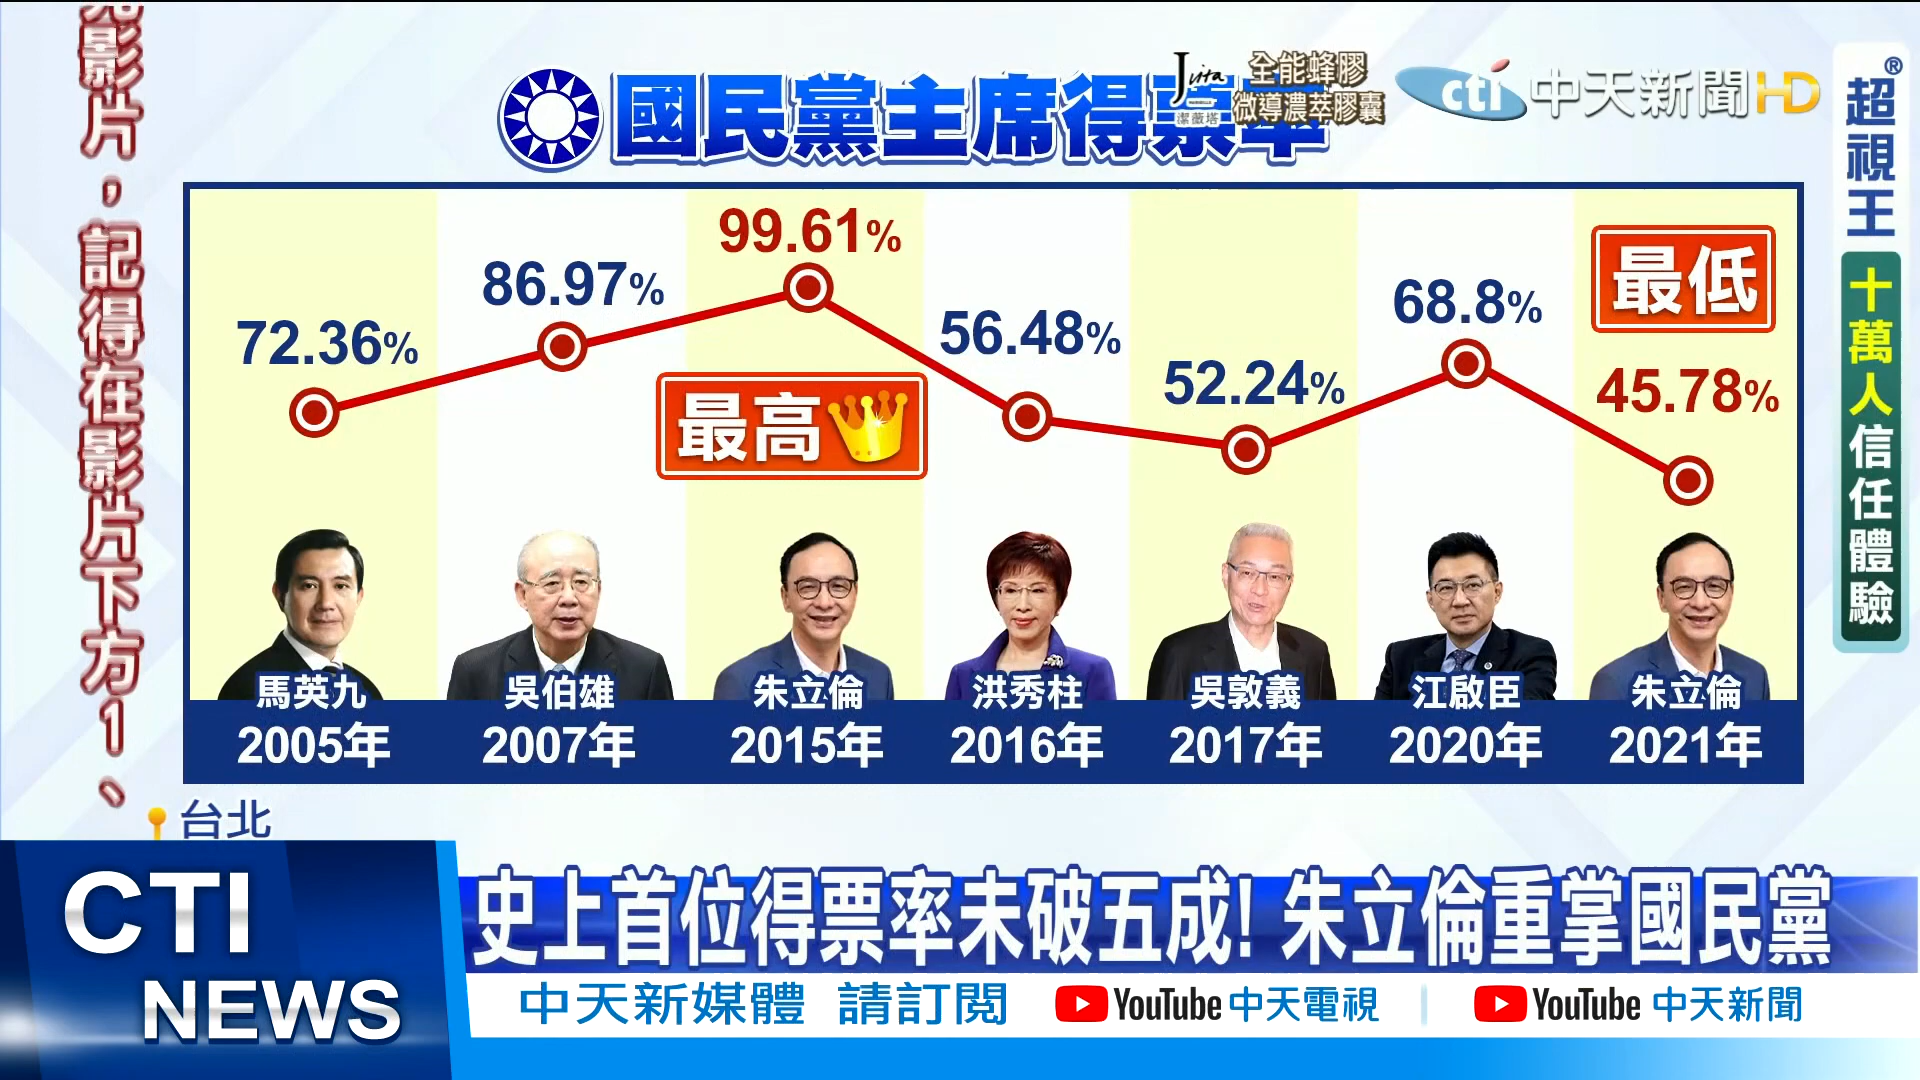 國民黨主席得票率
Jvita
潔薇塔
全能蜂膠
微導濃萃膠囊
cti 中天新聞HD
影片，記得在影片下方1、
超視王®
十萬人信任體驗
72.36%
86.97%
99.61%
56.48%
52.24%
68.8%
45.78%
最高
最低
馬英九
吳伯雄
朱立倫
洪秀柱
吳敦義
江啟臣
朱立倫
2005年
2007年
2015年
2016年
2017年
2020年
2021年
台北
CTI
NEWS
史上首位得票率未破五成! 朱立倫重掌國民黨
中天新媒體 請訂閱 YouTube 中天電視 | YouTube 中天新聞